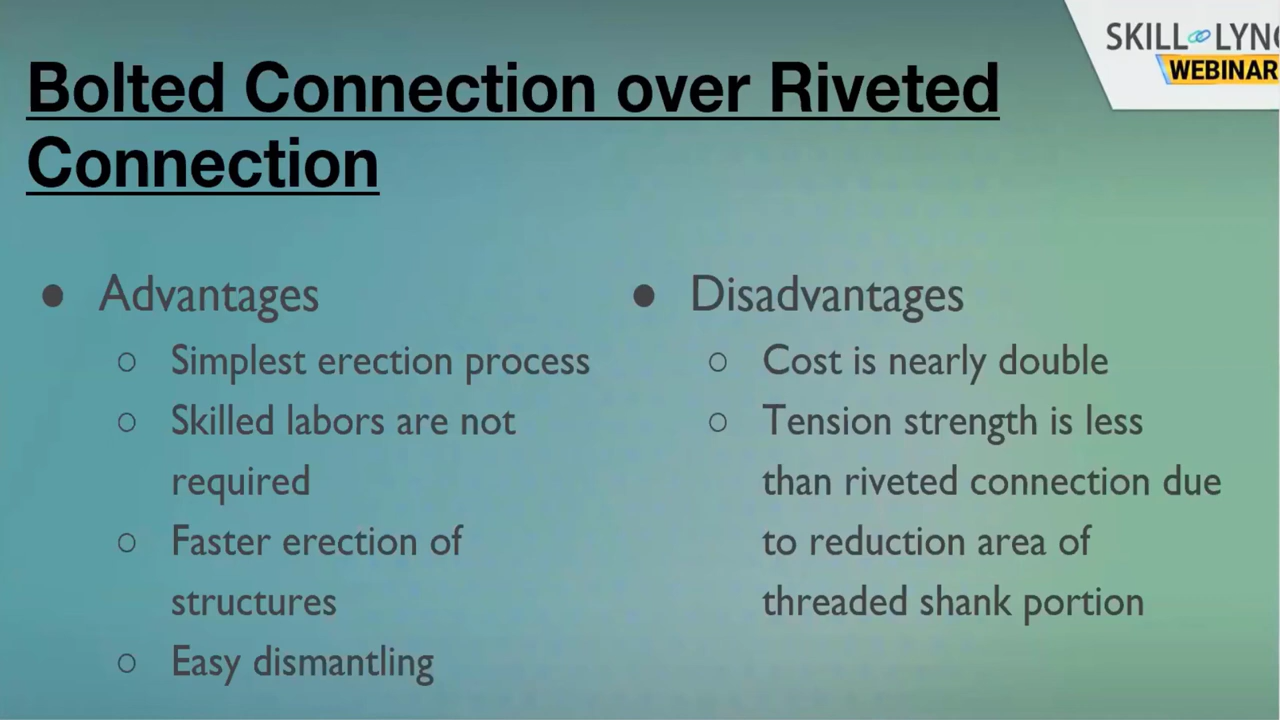 SKILL LYNC
WEBINAR
Bolted Connection over Riveted
Connection
● Advantages
○ Simplest erection process
○ Skilled labors are not
required
○ Faster erection of
structures
○ Easy dismantling
● Disadvantages
○ Cost is nearly double
○ Tension strength is less
than riveted connection due
to reduction area of
threaded shank portion